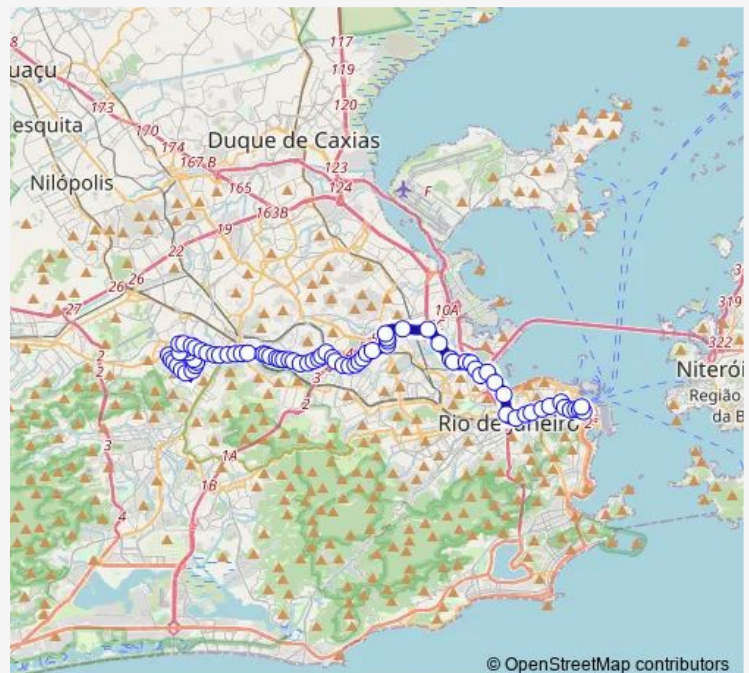 117
119
120
uaçu
173
170
174
esquita
Duque de Caxias
167 B
123
165
124
F
Nilópolis
163B
19
22
26
26
27
10A
319
322
2
2
3
Niterói
Região
da B
2
Rio de Janeiro
2ª
3
1A
1B
4
© OpenStreetMap contributors